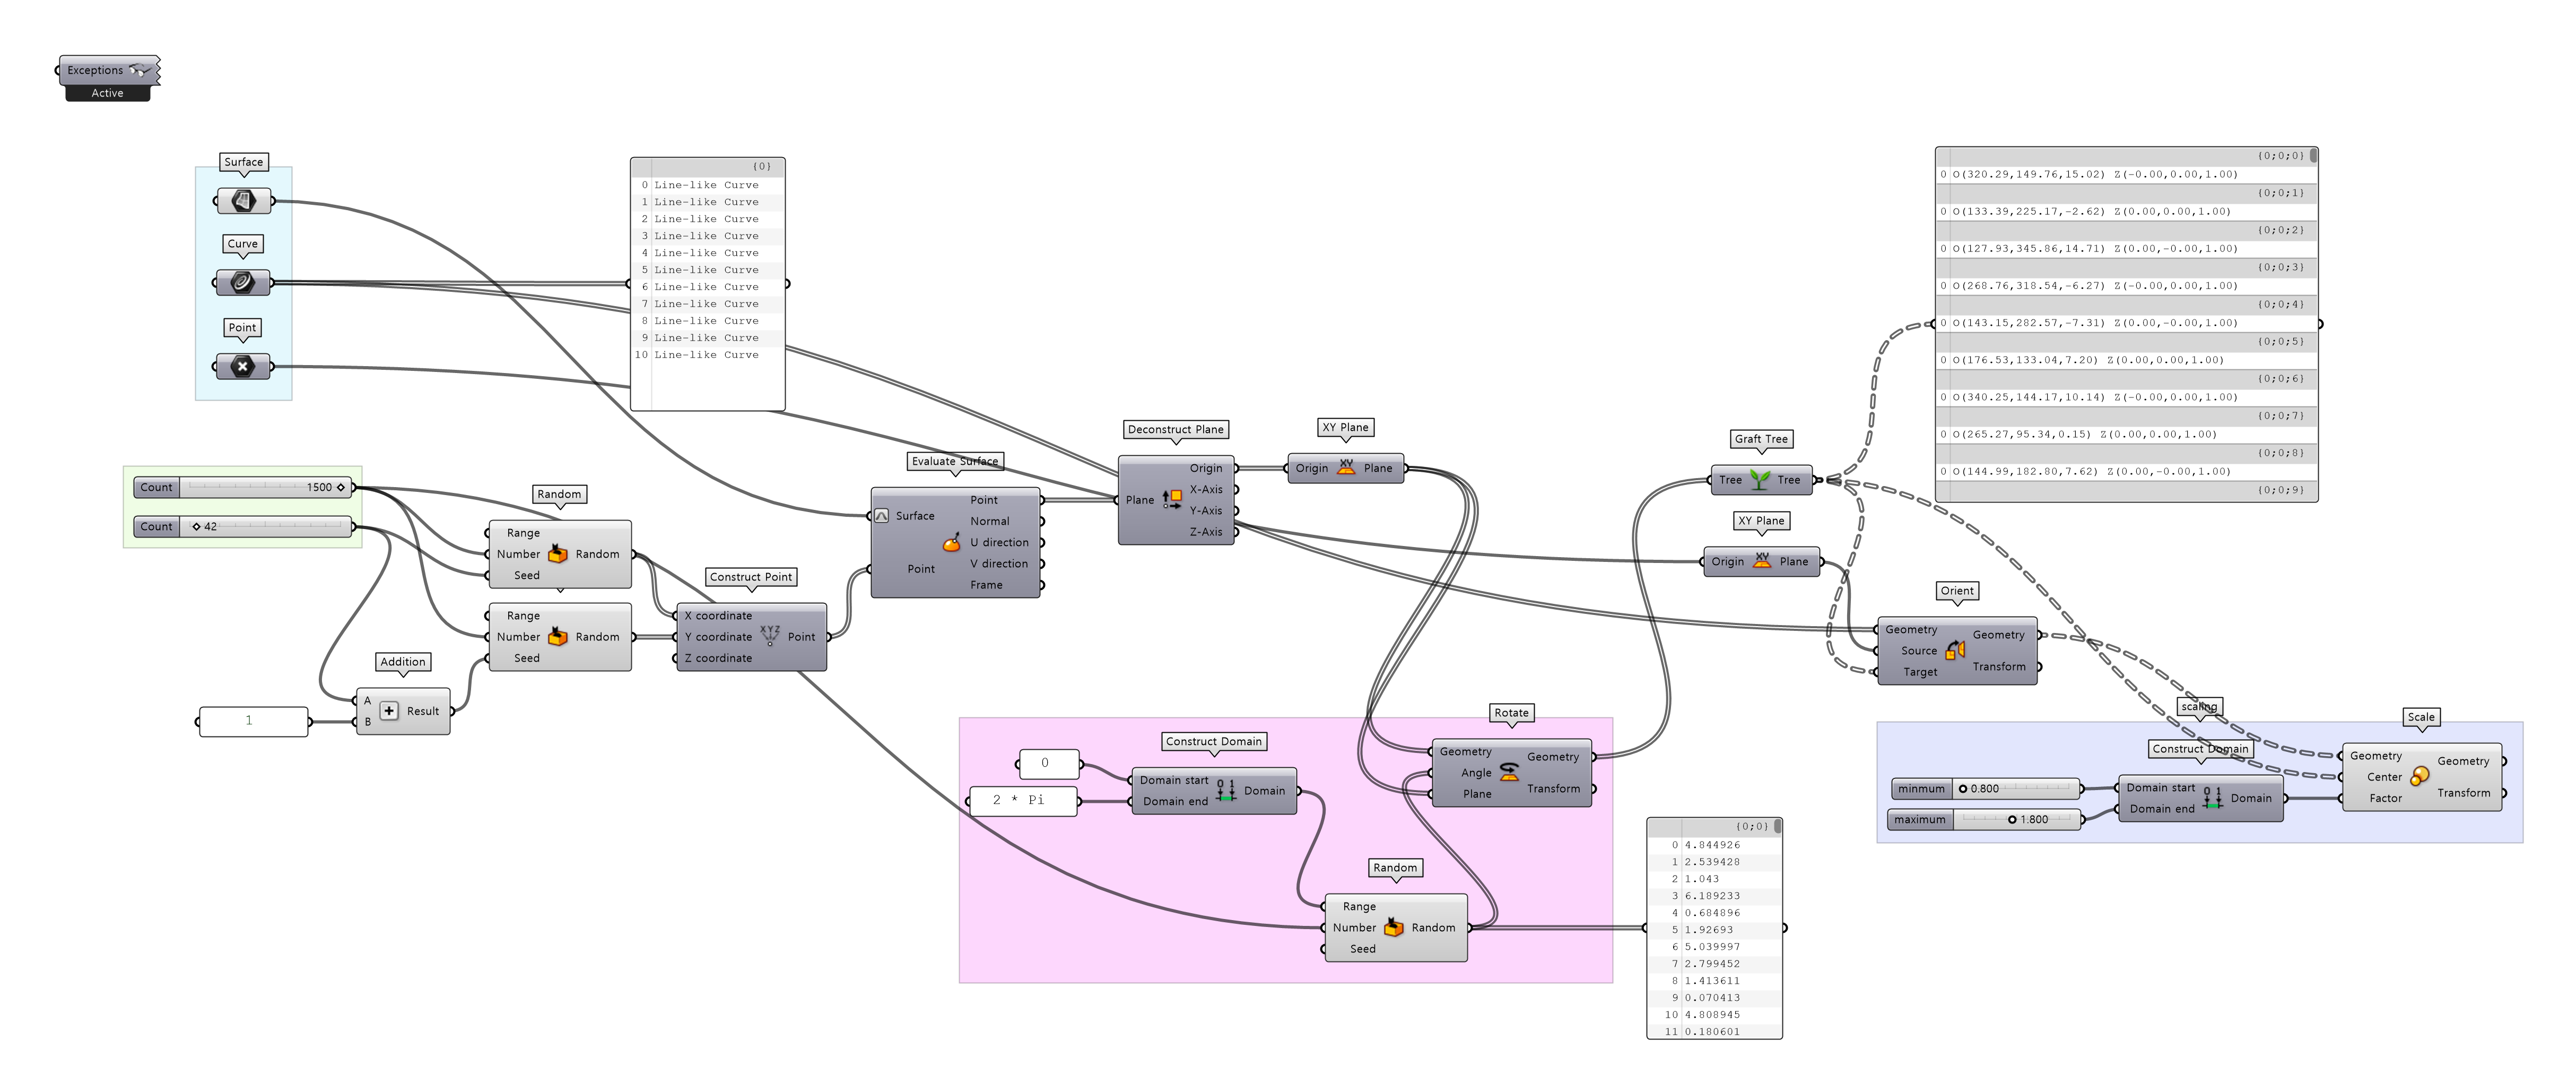 Exceptions
Active
Surface
Curve
Point
{0}
0 Line-like Curve
1 Line-like Curve
2 Line-like Curve
3 Line-like Curve
4 Line-like Curve
5 Line-like Curve
6 Line-like Curve
7 Line-like Curve
8 Line-like Curve
9 Line-like Curve
10 Line-like Curve
Count 1500
Count 42
Random
Range
Number Random
Seed
Range
Number Random
Seed
Addition
A
B
Result
1
Construct Point
X coordinate
Y coordinate
Z coordinate
XYZ
Point
Evaluate Surface
Surface
Point
Point
Normal
U direction
V direction
Frame
Deconstruct Plane
Plane
Origin
X-Axis
Y-Axis
Z-Axis
XY Plane
Origin XY Plane
Construct Domain
0
2 * Pi
Domain start
Domain end
0 1
Domain
Random
Range
Number Random
Seed
Rotate
Geometry
Angle
Plane
Geometry
Transform
{0;0}
0 4.844926
1 2.539428
2 1.043
3 6.189233
4 0.684896
5 1.92693
6 5.039997
7 2.799452
8 1.413611
9 0.070413
10 4.808945
11 0.180601
Graft Tree
Tree Tree
XY Plane
Origin XY Plane
{0;0;0}
0 O(320.29,149.76,15.02) Z(-0.00,0.00,1.00)
{0;0;1}
0 O(133.39,225.17,-2.62) Z(0.00,0.00,1.00)
{0;0;2}
0 O(127.93,345.86,14.71) Z(0.00,-0.00,1.00)
{0;0;3}
0 O(268.76,318.54,-6.27) Z(-0.00,0.00,1.00)
{0;0;4}
0 O(143.15,282.57,-7.31) Z(0.00,-0.00,1.00)
{0;0;5}
0 O(176.53,133.04,7.20) Z(0.00,0.00,1.00)
{0;0;6}
0 O(340.25,144.17,10.14) Z(-0.00,0.00,1.00)
{0;0;7}
0 O(265.27,95.34,0.15) Z(0.00,0.00,1.00)
{0;0;8}
0 O(144.99,182.80,7.62) Z(0.00,-0.00,1.00)
{0;0;9}
Orient
Geometry
Source
Target
Geometry
Transform
scaling
minmum 0.800
maximum 1.800
Construct Domain
Domain start
Domain end
0 1
Domain
Scale
Geometry
Center
Factor
Geometry
Transform